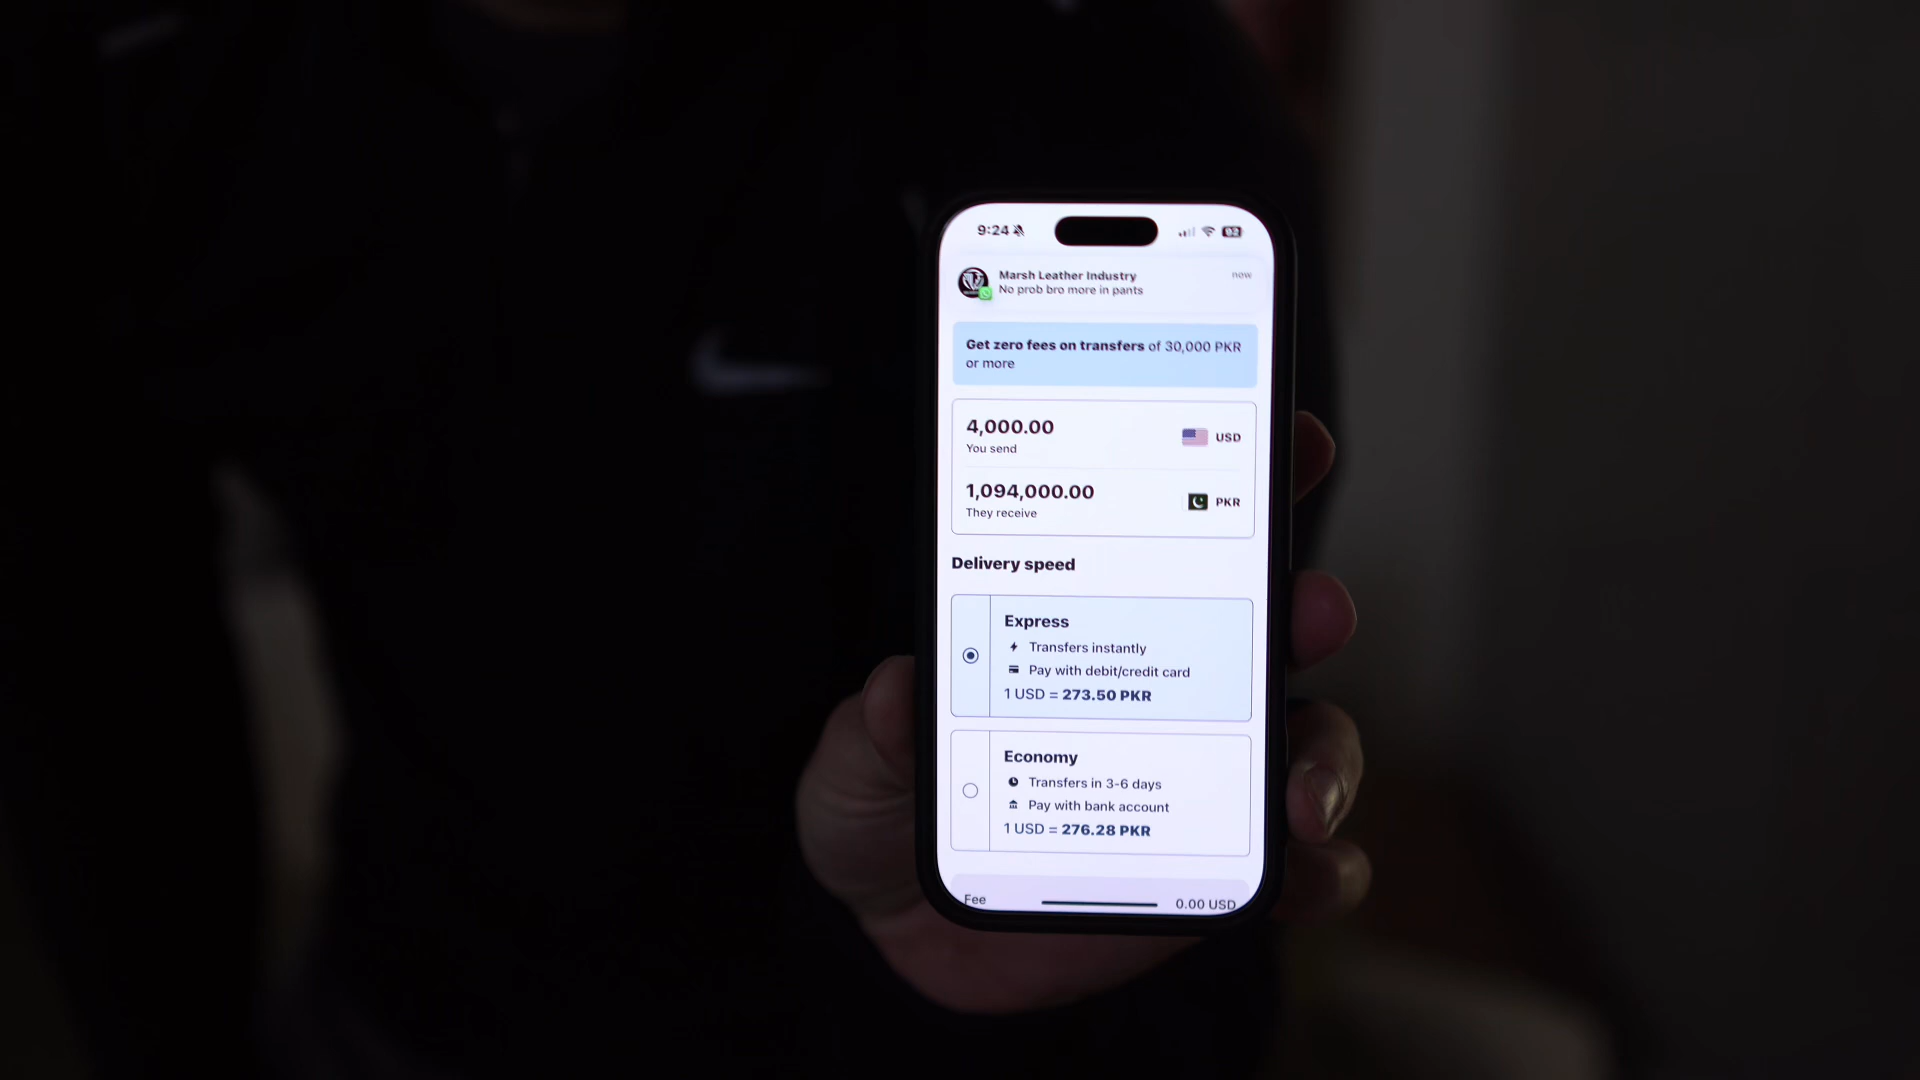 9:24
Marsh Leather Industry
now
No prob bro more in pants
Get zero fees on transfers of 30,000 PKR
or more
4,000.00
USD
You send
1,094,000.00
PKR
They receive
Delivery speed
Express
Transfers instantly
Pay with debit/credit card
1 USD = 273.50 PKR
Economy
Transfers in 3-6 days
Pay with bank account
1 USD = 276.28 PKR
Fee
0.00 USD